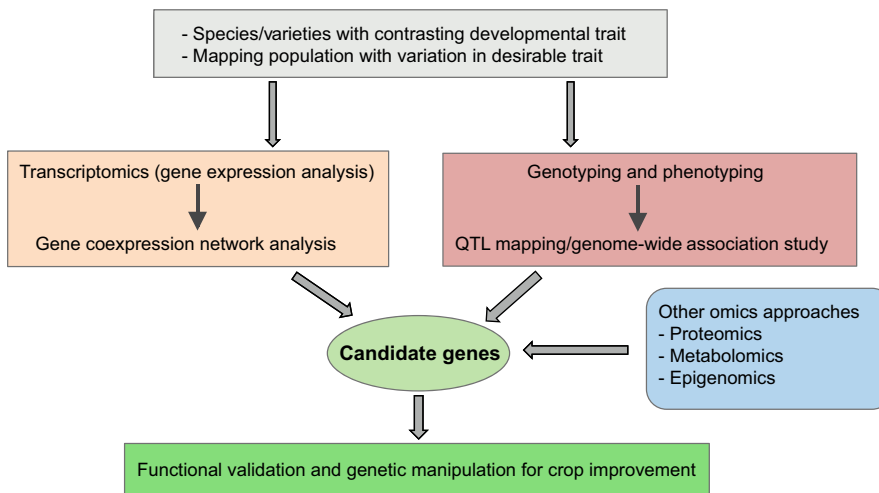 - Species/varieties with contrasting developmental trait
- Mapping population with variation in desirable trait
Transcriptomics (gene expression analysis)
Gene coexpression network analysis
Genotyping and phenotyping
QTL mapping/genome-wide association study
Other omics approaches
- Proteomics
- Metabolomics
- Epigenomics
Candidate genes
Functional validation and genetic manipulation for crop improvement